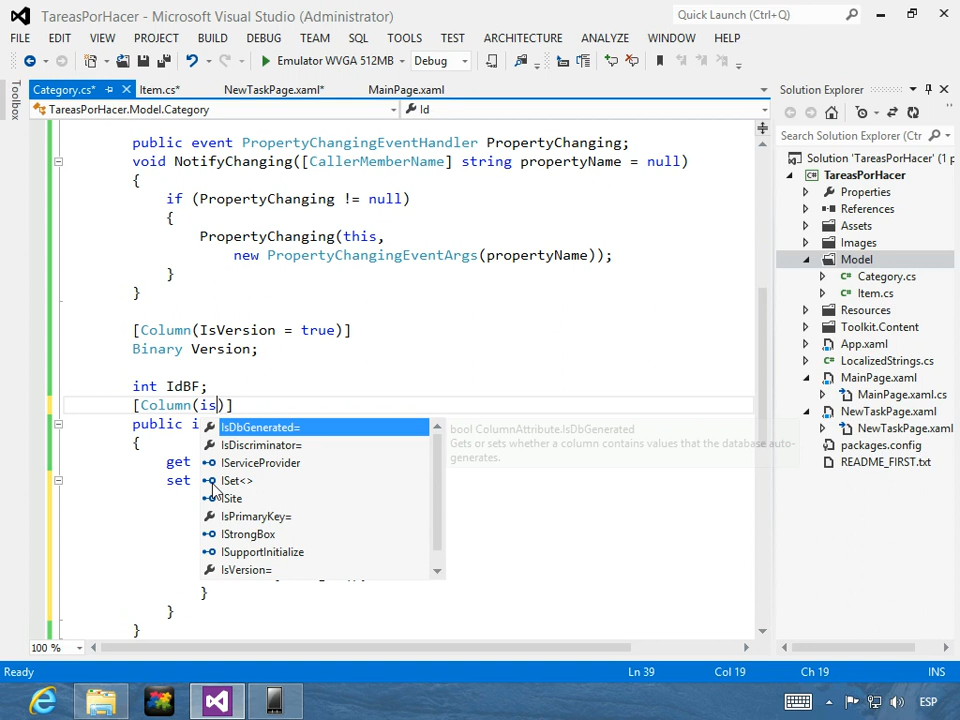 TareasPorHacer - Microsoft Visual Studio (Administrator)
Quick Launch (Ctrl+Q)
FILE EDIT VIEW PROJECT BUILD DEBUG TEAM SQL TOOLS TEST ARCHITECTURE ANALYZE WINDOW HELP
Emulator WVGA 512MB Debug
Toolbox
Category.cs* Item.cs* NewTaskPage.xaml* MainPage.xaml
TareasPorHacer.Model.Category Id
public event PropertyChangingEventHandler PropertyChanging;
void NotifyChanging([CallerMemberName] string propertyName = null)
{
if (PropertyChanging != null)
{
PropertyChanging(this,
new PropertyChangingEventArgs(propertyName));
}
}
[Column(IsVersion = true)]
Binary Version;
int IdBF;
[Column(is)]
public i
{
get
set
}
}
}
IsDbGenerated=
IsDiscriminator=
IServiceProvider
ISet<>
ISite
IsPrimaryKey=
IStrongBox
ISupportInitialize
IsVersion=
bool ColumnAttribute.IsDbGenerated
Gets or sets whether a column contains values that the database auto-
generates.
100 %
Solution Explorer
Search Solution Explorer (Ctr
Solution 'TareasPorHacer' (1 p
TareasPorHacer
Properties
References
Assets
Images
Model
Category.cs
Item.cs
Resources
Toolkit.Content
App.xaml
LocalizedStrings.cs
MainPage.xaml
MainPage.xaml.cs
NewTaskPage.xaml
NewTaskPage.xaml.
packages.config
README_FIRST.txt
Ready Ln 39 Col 19 Ch 19 INS
ESP